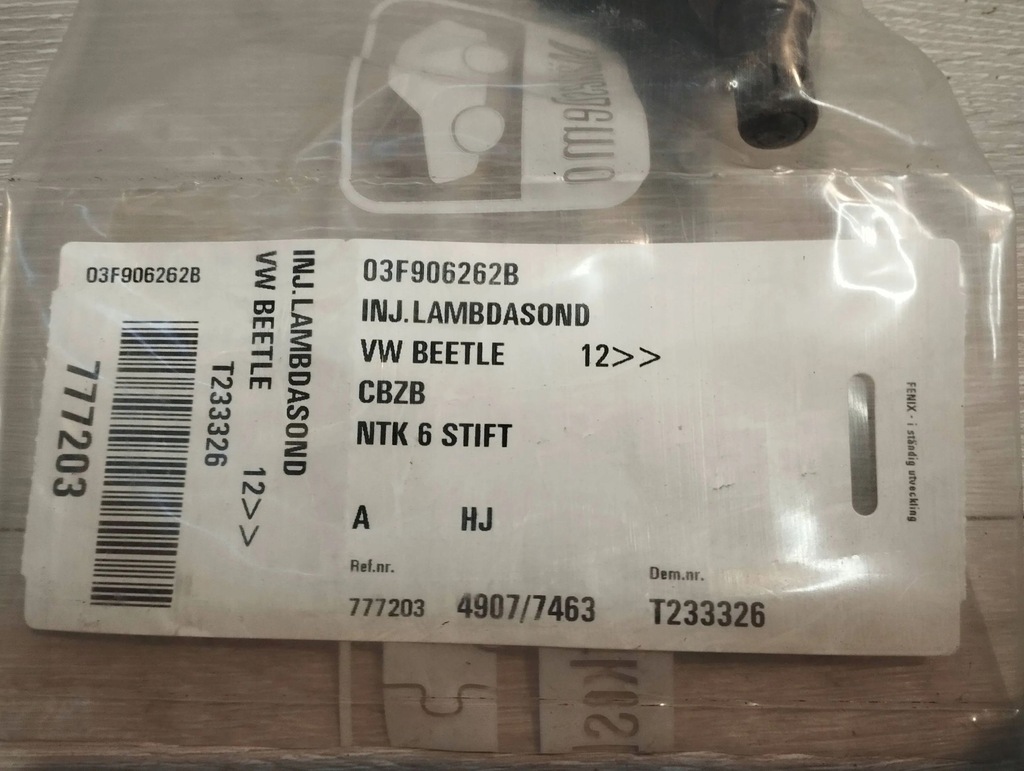 03F906262B
777203
T233326
VW BEETLE 12>>
INJ.LAMBDASOND
03F906262B
INJ.LAMBDASOND
VW BEETLE 12>>
CBZB
NTK 6 STIFT
A HJ
Ref.nr.
777203 4907/7463
Dem.nr.
T233326
FENIX - i ständig utveckling